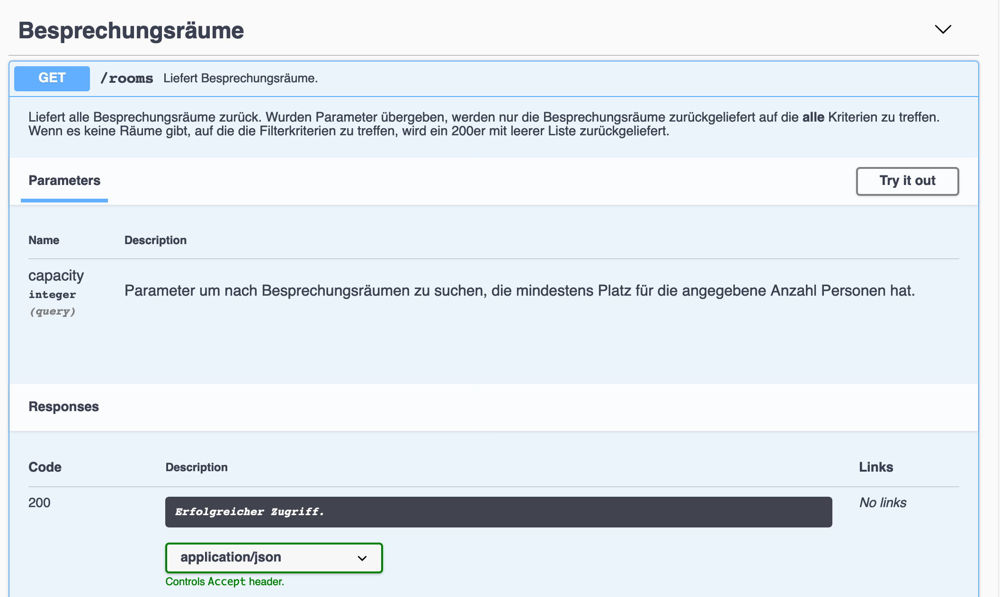 Besprechungsräume
GET /rooms Liefert Besprechungsräume.
Liefert alle Besprechungsräume zurück. Wurden Parameter übergeben, werden nur die Besprechungsräume zurückgeliefert auf die alle Kriterien zu treffen.
Wenn es keine Räume gibt, auf die die Filterkriterien zu treffen, wird ein 200er mit leerer Liste zurückgeliefert.
Parameters Try it out
Name Description
capacity
integer
(query)
Parameter um nach Besprechungsräumen zu suchen, die mindestens Platz für die angegebene Anzahl Personen hat.
Responses
Code Description Links
200 Erfolgreicher Zugriff. No links
application/json
Controls Accept header.